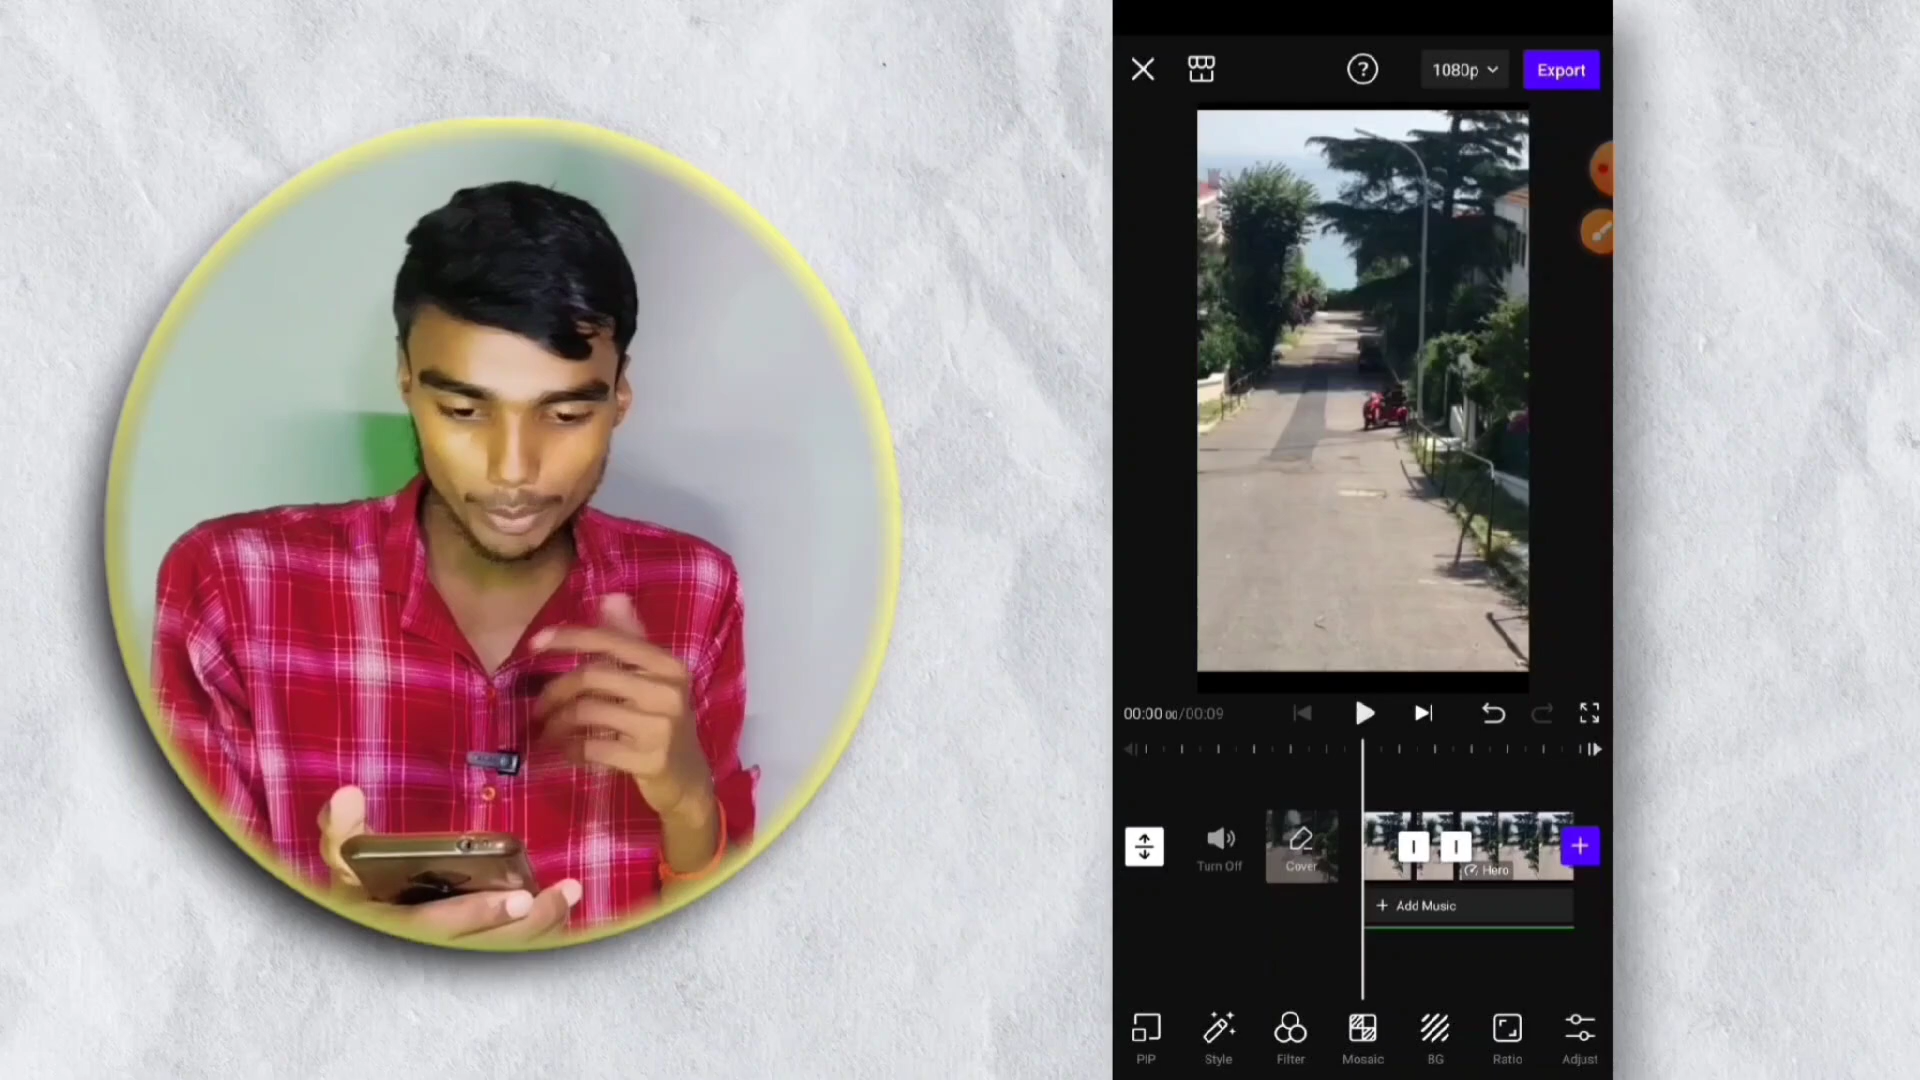 1080p
Export
00:00 00/00:09
Turn Off
Cover
Hero
+ Add Music
PIP
Style
Filter
Mosaic
BG
Ratio
Adjust